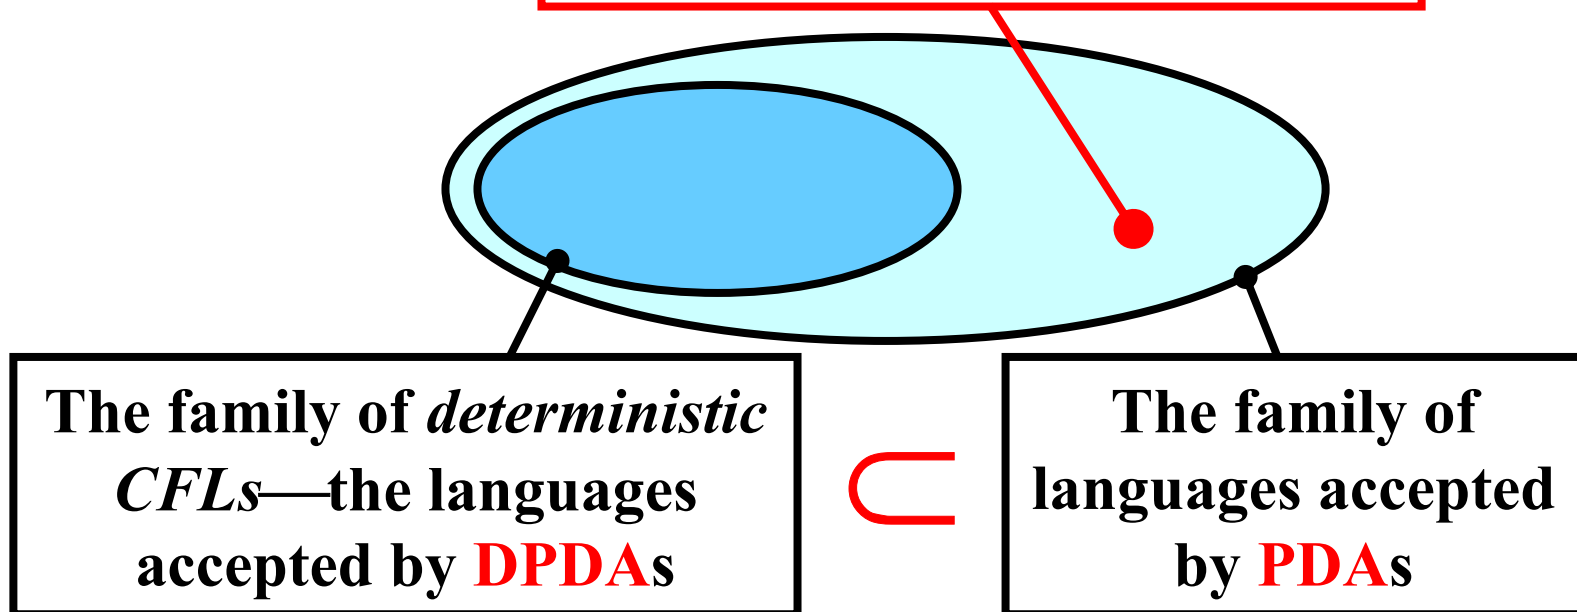 The family of deterministic
CFLs—the languages
accepted by DPDAs
⊂
The family of
languages accepted
by PDAs